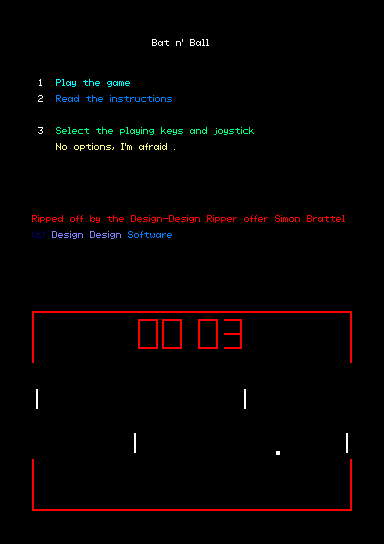 Bat n' Ball
1 Play the game
2 Read the instructions
3 Select the playing keys and joystick
No options, I'm afraid .
Ripped off by the Design-Design Ripper offer Simon Brattel
(c) Design Design Software
00 03